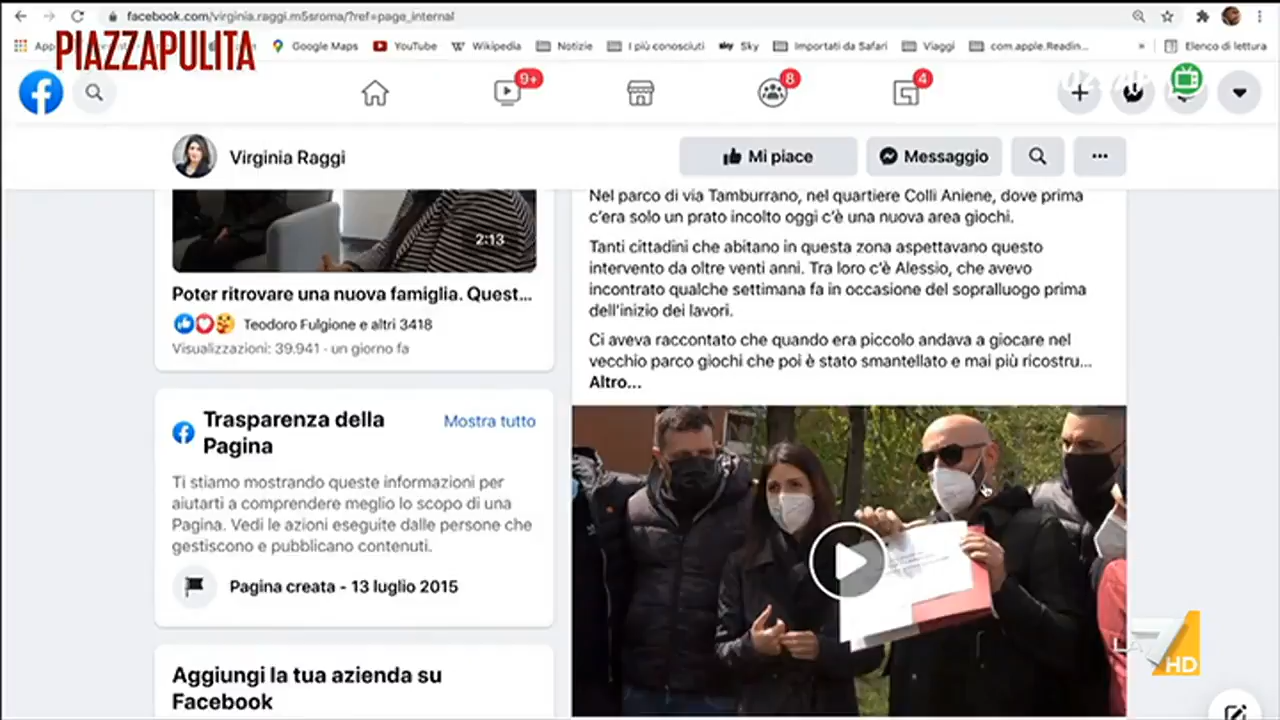 facebook.com/virginia.raggi.m5sroma/?ref=page_internal
PIAZZAPULITA
Google Maps
YouTube
Wikipedia
Notizie
I più conosciuti
sky Sky
Importati da Safari
Viaggi
com.apple.Readin...
»
Elenco di lettura
9+
8
4
Virginia Raggi
Mi piace
Messaggio
2:13
Poter ritrovare una nuova famiglia. Quest...
Teodoro Fulgione e altri 3418
Visualizzazioni: 39.941 · un giorno fa
Trasparenza della
Pagina
Mostra tutto
Ti stiamo mostrando queste informazioni per
aiutarti a comprendere meglio lo scopo di una
Pagina. Vedi le azioni eseguite dalle persone che
gestiscono e pubblicano contenuti.
Pagina creata - 13 luglio 2015
Aggiungi la tua azienda su
Facebook
Nel parco di via Tamburrano, nel quartiere Colli Aniene, dove prima
c'era solo un prato incolto oggi c'è una nuova area giochi.
Tanti cittadini che abitano in questa zona aspettavano questo
intervento da oltre venti anni. Tra loro c'è Alessio, che avevo
incontrato qualche settimana fa in occasione del sopralluogo prima
dell'inizio dei lavori.
Ci aveva raccontato che quando era piccolo andava a giocare nel
vecchio parco giochi che poi è stato smantellato e mai più ricostru...
Altro...
LA7
HD